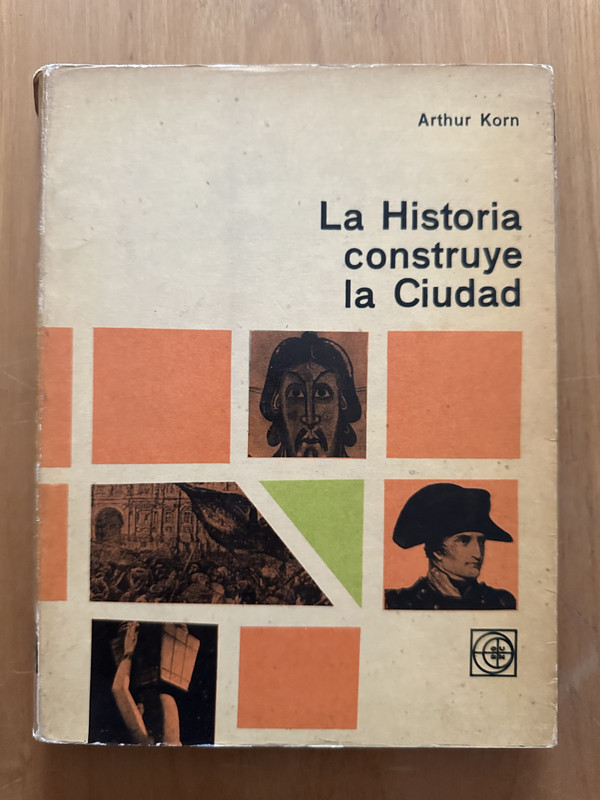 Arthur Korn
La Historia
construye
la Ciudad